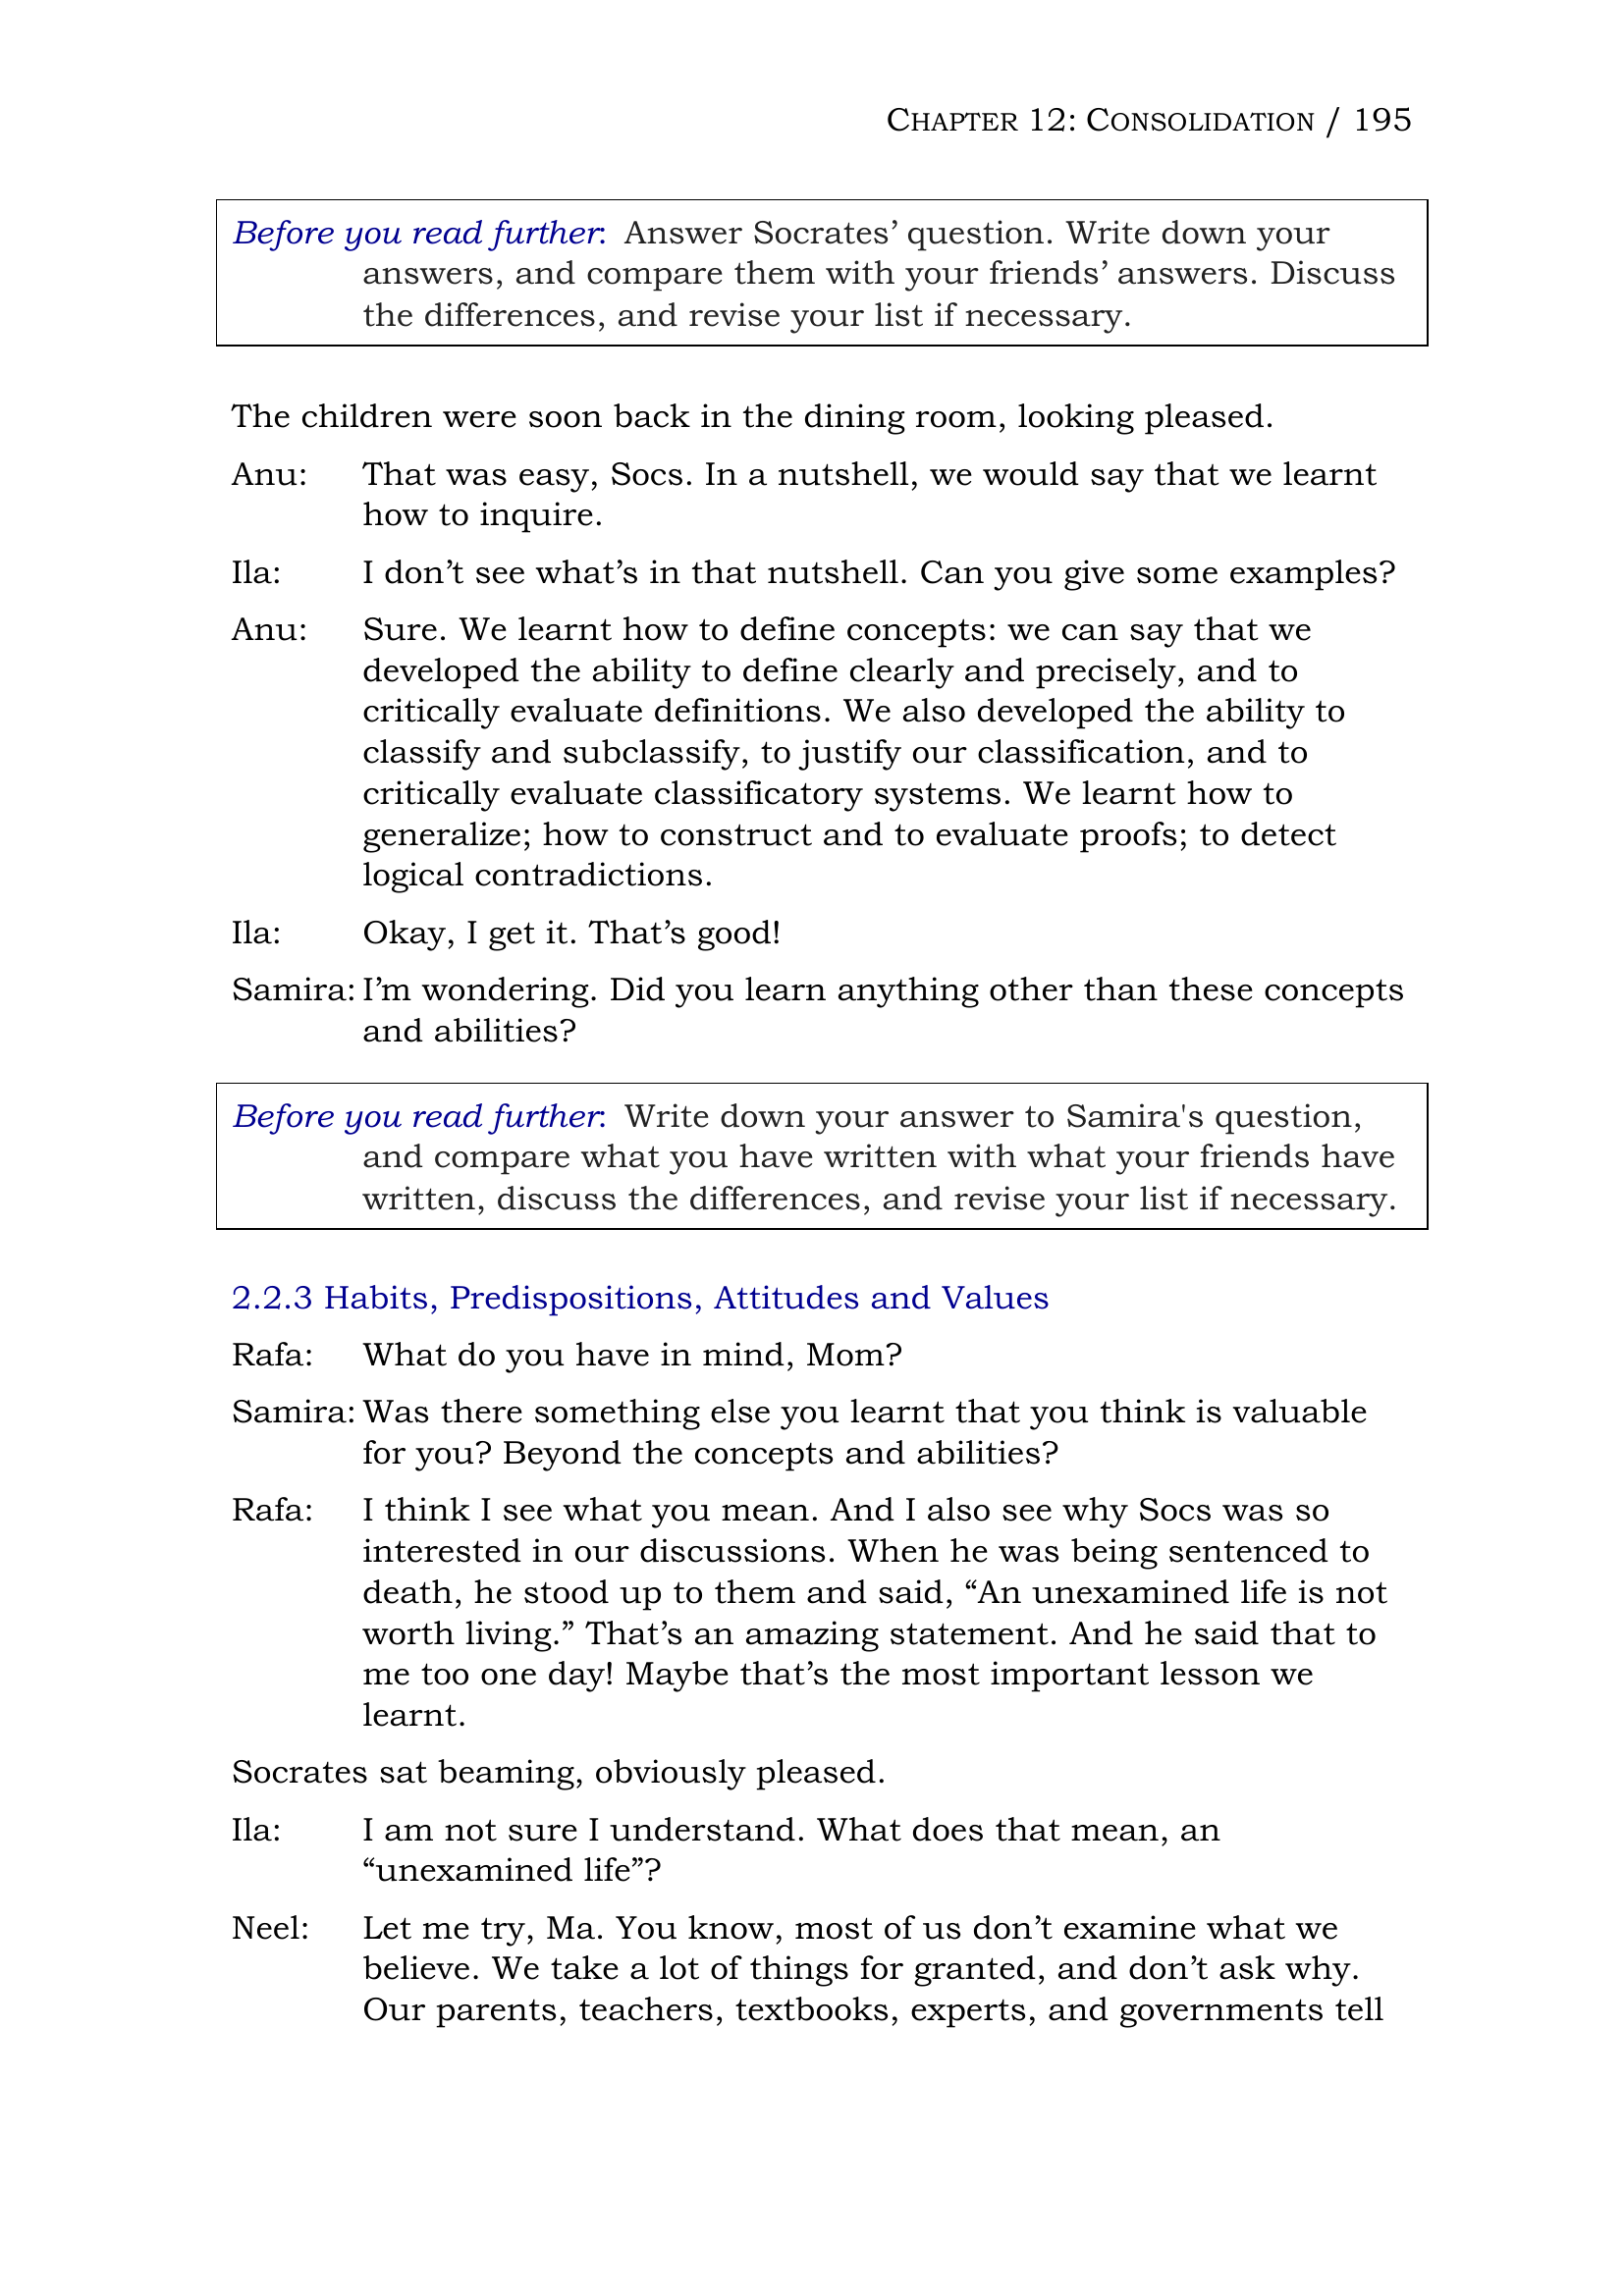 CHAPTER 12: CONSOLIDATION / 195
Before you read further: Answer Socrates’ question. Write down your
answers, and compare them with your friends’ answers. Discuss
the differences, and revise your list if necessary.
The children were soon back in the dining room, looking pleased.
Anu: That was easy, Socs. In a nutshell, we would say that we learnt
how to inquire.
Ila: I don’t see what’s in that nutshell. Can you give some examples?
Anu: Sure. We learnt how to define concepts: we can say that we
developed the ability to define clearly and precisely, and to
critically evaluate definitions. We also developed the ability to
classify and subclassify, to justify our classification, and to
critically evaluate classificatory systems. We learnt how to
generalize; how to construct and to evaluate proofs; to detect
logical contradictions.
Ila: Okay, I get it. That’s good!
Samira: I’m wondering. Did you learn anything other than these concepts
and abilities?
Before you read further: Write down your answer to Samira's question,
and compare what you have written with what your friends have
written, discuss the differences, and revise your list if necessary.
2.2.3 Habits, Predispositions, Attitudes and Values
Rafa: What do you have in mind, Mom?
Samira: Was there something else you learnt that you think is valuable
for you? Beyond the concepts and abilities?
Rafa: I think I see what you mean. And I also see why Socs was so
interested in our discussions. When he was being sentenced to
death, he stood up to them and said, “An unexamined life is not
worth living.” That’s an amazing statement. And he said that to
me too one day! Maybe that’s the most important lesson we
learnt.
Socrates sat beaming, obviously pleased.
Ila: I am not sure I understand. What does that mean, an
“unexamined life”?
Neel: Let me try, Ma. You know, most of us don’t examine what we
believe. We take a lot of things for granted, and don’t ask why.
Our parents, teachers, textbooks, experts, and governments tell